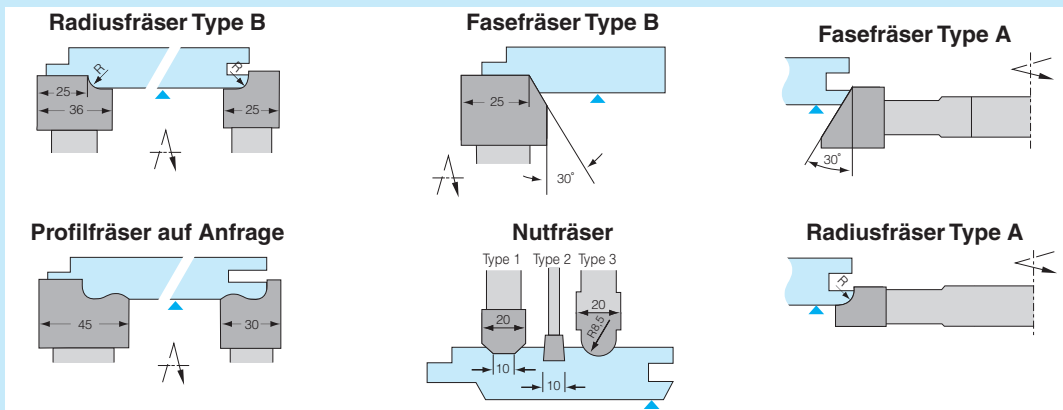 Radiusfräser Type B
R
R
25
36
25
Fasefräser Type B
25
30°
Fasefräser Type A
30°
Profilfräser auf Anfrage
45
30
Nutfräser
Type 1 Type 2 Type 3
20
20
R8.5
10
10
Radiusfräser Type A
R